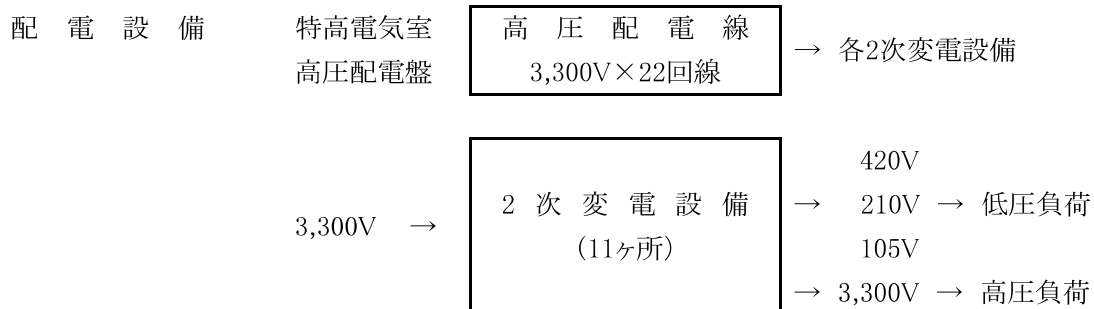 配電設備 特高電気室 高圧配電線
高圧配電盤 3,300V×22回線 → 各2次変電設備
420V
2次変電設備 → 210V → 低圧負荷
3,300V → (11ヶ所) 105V
→ 3,300V → 高圧負荷